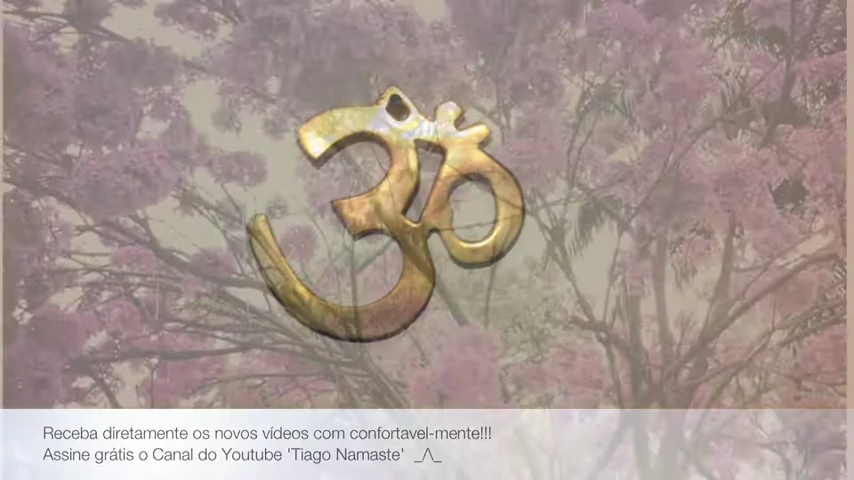 Receba diretamente os novos vídeos com confortavel-mente!!!
Assine grátis o Canal do Youtube 'Tiago Namaste' _/\_